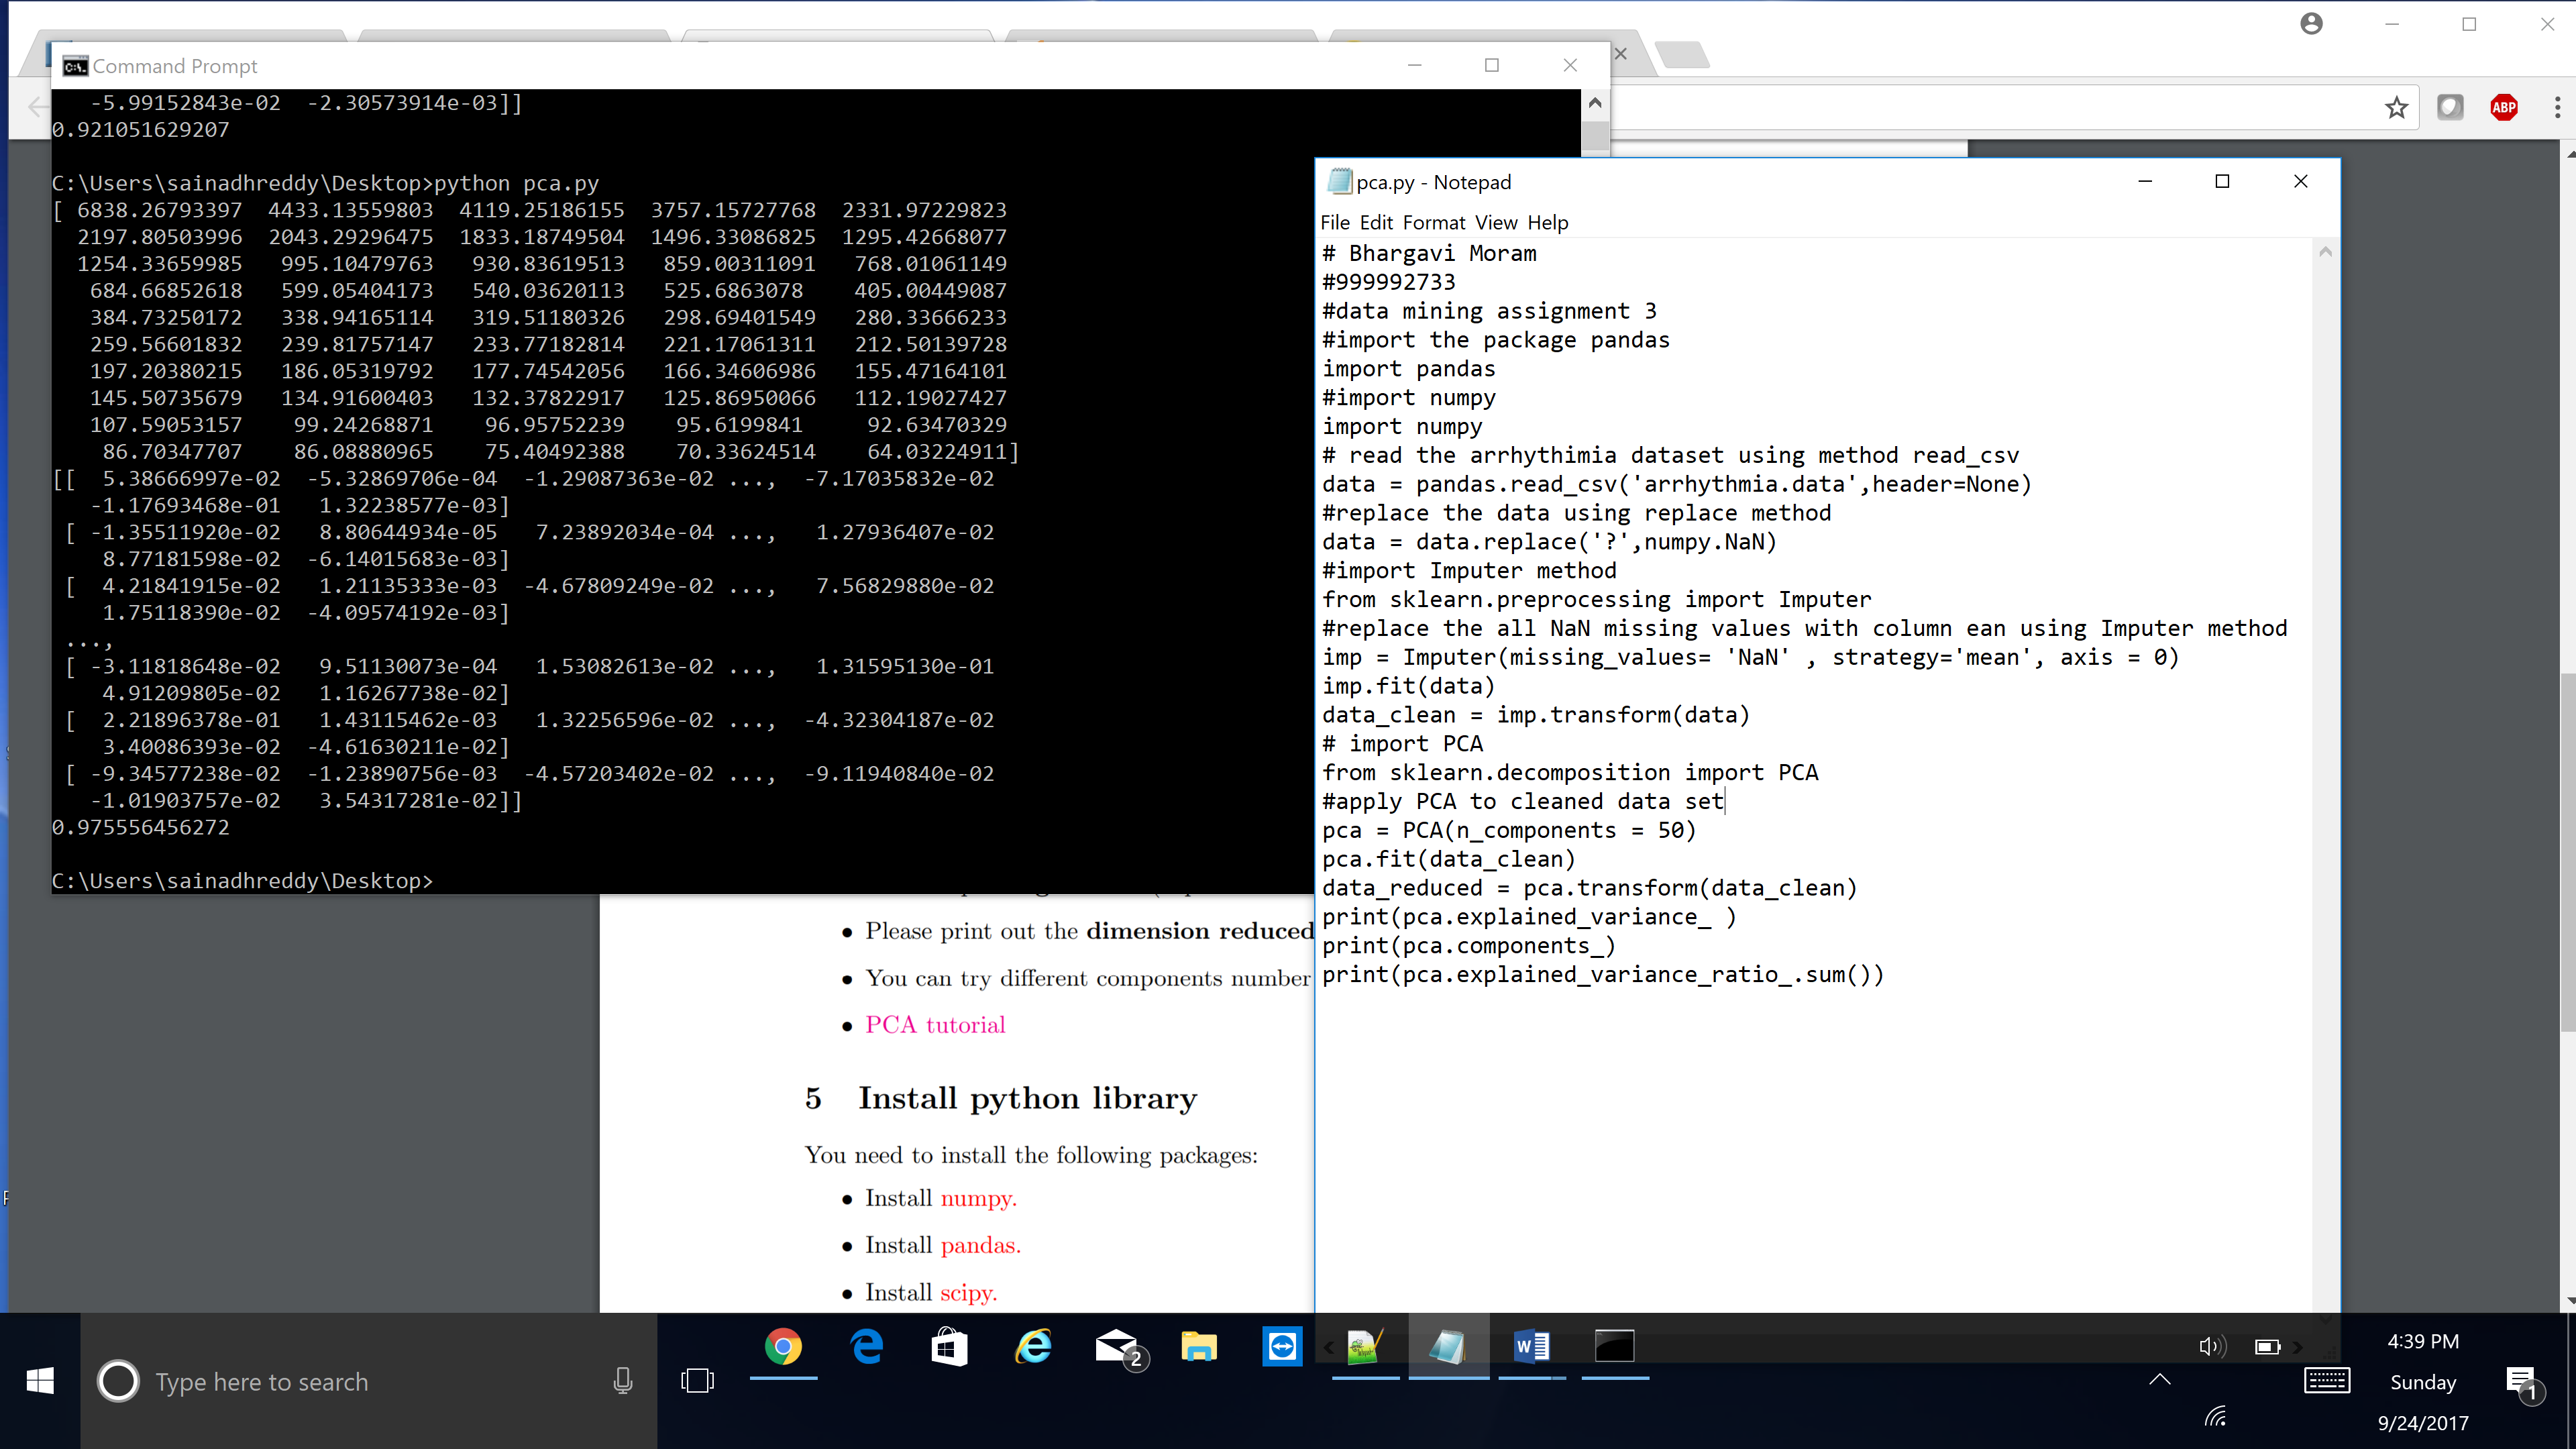 Command Prompt
-5.99152843e-02 -2.30573914e-03]]
0.921051629207
C:\Users\sainadhreddy\Desktop>python pca.py
[ 6838.26793397 4433.13559803 4119.25186155 3757.15727768 2331.97229823
2197.80503996 2043.29296475 1833.18749504 1496.33086825 1295.42668077
1254.33659985 995.10479763 930.83619513 859.00311091 768.01061149
684.66852618 599.05404173 540.03620113 525.6863078 405.00449087
384.73250172 338.94165114 319.51180326 298.69401549 280.33666233
259.56601832 239.81757147 233.77182814 221.17061311 212.50139728
197.20380215 186.05319792 177.74542056 166.34606986 155.47164101
145.50735679 134.91600403 132.37822917 125.86950066 112.19027427
107.59053157 99.24268871 96.95752239 95.6199841 92.63470329
86.70347707 86.08880965 75.40492388 70.33624514 64.03224911]
[[ 5.38666997e-02 -5.32869706e-04 -1.29087363e-02 ..., -7.17035832e-02
-1.17693468e-01 1.32238577e-03]
[ -1.35511920e-02 8.80644934e-05 7.23892034e-04 ..., 1.27936407e-02
8.77181598e-02 -6.14015683e-03]
[ 4.21841915e-02 1.21135333e-03 -4.67809249e-02 ..., 7.56829880e-02
1.75118390e-02 -4.09574192e-03]
...,
[ -3.11818648e-02 9.51130073e-04 1.53082613e-02 ..., 1.31595130e-01
4.91209805e-02 1.16267738e-02]
[ 2.21896378e-01 1.43115462e-03 1.32256596e-02 ..., -4.32304187e-02
3.40086393e-02 -4.61630211e-02]
[ -9.34577238e-02 -1.23890756e-03 -4.57203402e-02 ..., -9.11940840e-02
-1.01903757e-02 3.54317281e-02]]
0.975556456272
C:\Users\sainadhreddy\Desktop>
ABP
pca.py - Notepad
File Edit Format View Help
# Bhargavi Moram
#999992733
#data mining assignment 3
#import the package pandas
import pandas
#import numpy
import numpy
# read the arrhythimia dataset using method read_csv
data = pandas.read_csv('arrhythmia.data',header=None)
#replace the data using replace method
data = data.replace('?',numpy.NaN)
#import Imputer method
from sklearn.preprocessing import Imputer
#replace the all NaN missing values with column ean using Imputer method
imp = Imputer(missing_values= 'NaN' , strategy='mean', axis = 0)
imp.fit(data)
data_clean = imp.transform(data)
# import PCA
from sklearn.decomposition import PCA
#apply PCA to cleaned data set
pca = PCA(n_components = 50)
pca.fit(data_clean)
data_reduced = pca.transform(data_clean)
print(pca.explained_variance_ )
print(pca.components_)
print(pca.explained_variance_ratio_.sum())
• Please print out the dimension reduced
• You can try different components number
• PCA tutorial
5 Install python library
You need to install the following packages:
• Install numpy.
• Install pandas.
• Install scipy.
Type here to search
2
4:39 PM
Sunday
9/24/2017
1